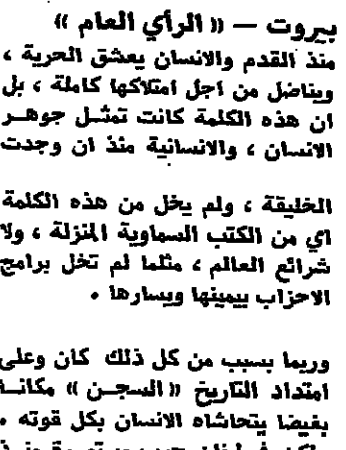 بيروت — « الرأي العام »
منذ القدم والانسان يعشق الحرية ،
ويناضل من اجل امتلاكها كاملة ، بل
ان هذه الكلمة كانت تمثل جوهر
الانسان ، والانسانية منذ ان وجدت
الخليقة ، ولم يخل من هذه الكلمة
اي من الكتب السماوية المنزلة ، ولا
شرائع العالم ، مثلما لم تخل برامج
الاحزاب بيمينها ويسارها .
وربما بسبب من كل ذلك كان وعلى
امتداد التاريخ « السجن » مكانا
بغيضا يتحاشاه الانسان بكل قوته .